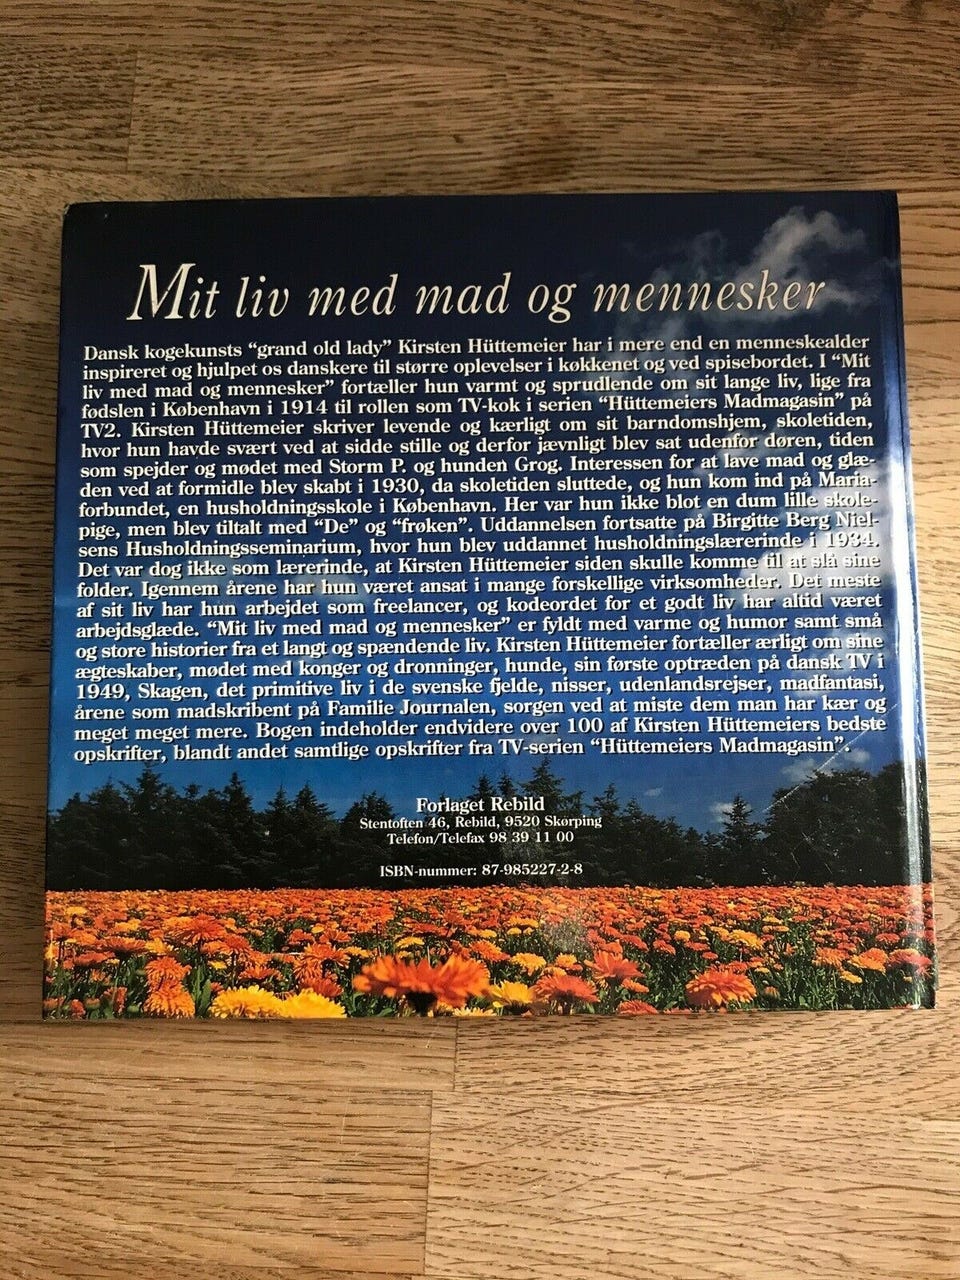 Mit liv med mad og mennesker
Dansk kogekunsts “grand old lady” Kirsten Hüttemeier har i mere end en menneskealder
inspireret og hjulpet os danskere til større oplevelser i køkkenet og ved spisebordet. I “Mit
liv med mad og mennesker” fortæller hun varmt og sprudlende om sit lange liv, lige fra
fødslen i København i 1914 til rollen som TV-kok i serien “Hüttemeiers Madmagasin” på
TV2. Kirsten Hüttemeier skriver levende og kærligt om sit barndomshjem, skoletiden,
hvor hun havde svært ved at sidde stille og derfor jævnligt blev sat udenfor døren, tiden
som spejder og mødet med Storm P. og hunden Grog. Interessen for at lave mad og glæ-
den ved at formidle blev skabt i 1930, da skoletiden sluttede, og hun kom ind på Maria-
forbundet, en husholdningsskole i København. Her var hun ikke blot en dum lille skole-
pige, men blev tiltalt med “De” og “frøken”. Uddannelsen fortsatte på Birgitte Berg Niel-
sens Husholdningsseminarium, hvor hun blev uddannet husholdningslærerinde i 1934.
Det var dog ikke som lærerinde, at Kirsten Hüttemeier siden skulle komme til at slå sine
folder. Igennem årene har hun været ansat i mange forskellige virksomheder. Det meste
af sit liv har hun arbejdet som freelancer, og kodeordet for et godt liv har altid været
arbejdsglæde. “Mit liv med mad og mennesker” er fyldt med varme og humor samt små
og store historier fra et langt og spændende liv. Kirsten Hüttemeier fortæller ærligt om sine
ægteskaber, mødet med konger og dronninger, hunde, sin første optræden på dansk TV i
1949, Skagen, det primitive liv i de svenske fjelde, nisser, udenlandsrejser, madfantasi,
årene som madskribent på Familie Journalen, sorgen ved at miste dem man har kær og
meget meget mere. Bogen indeholder endvidere over 100 af Kirsten Hüttemeiers bedste
opskrifter, blandt andet samtlige opskrifter fra TV-serien “Hüttemeiers Madmagasin”.
Forlaget Rebild
Stentoften 46, Rebild, 9520 Skørping
Telefon/Telefax 98 39 11 00
ISBN-nummer: 87-985227-2-8